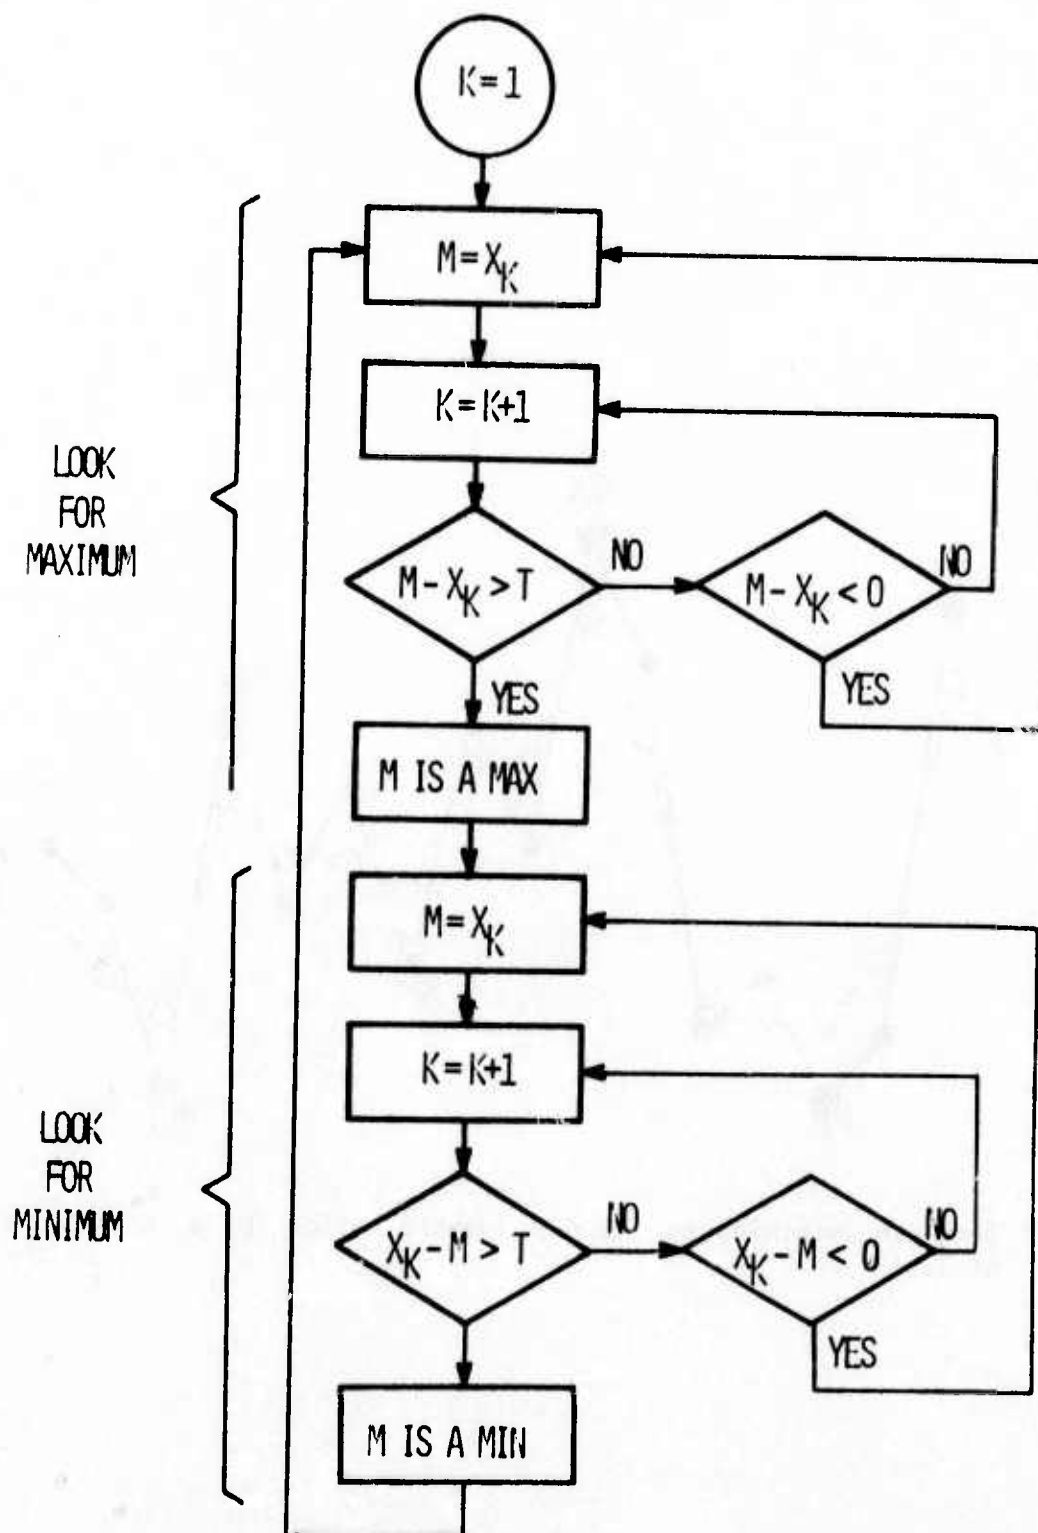 K=1
M=X_K
K=K+1
LOOK
FOR
MAXIMUM
M-X_K>T
NO
M-X_K<0
NO
YES
YES
M IS A MAX
M=X_K
K=K+1
LOOK
FOR
MINIMUM
X_K-M>T
NO
X_K-M<0
NO
YES
M IS A MIN